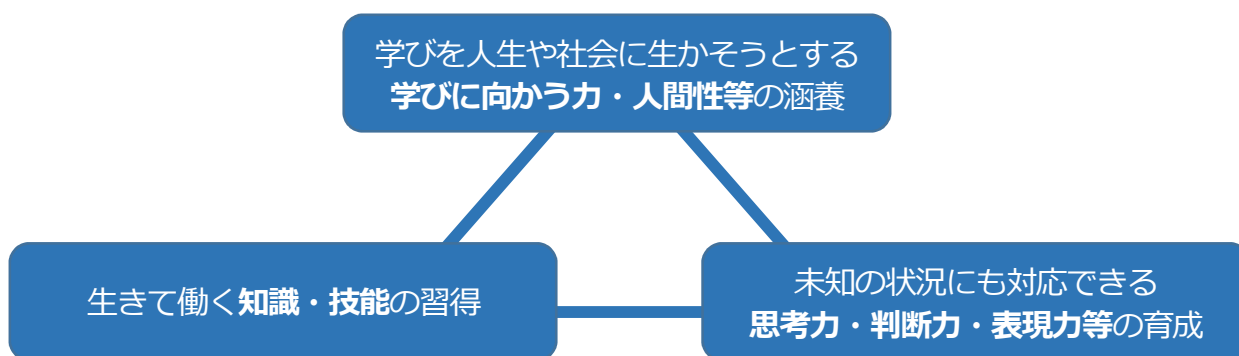 学びを人生や社会に生かそうとする
学びに向かう力・人間性等の涵養
生きて働く知識・技能の習得
未知の状況にも対応できる
思考力・判断力・表現力等の育成